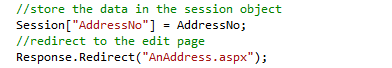 //store the data in the session object
Session["AddressNo"] = AddressNo;
//redirect to the edit page
Response.Redirect("AnAddress.aspx");